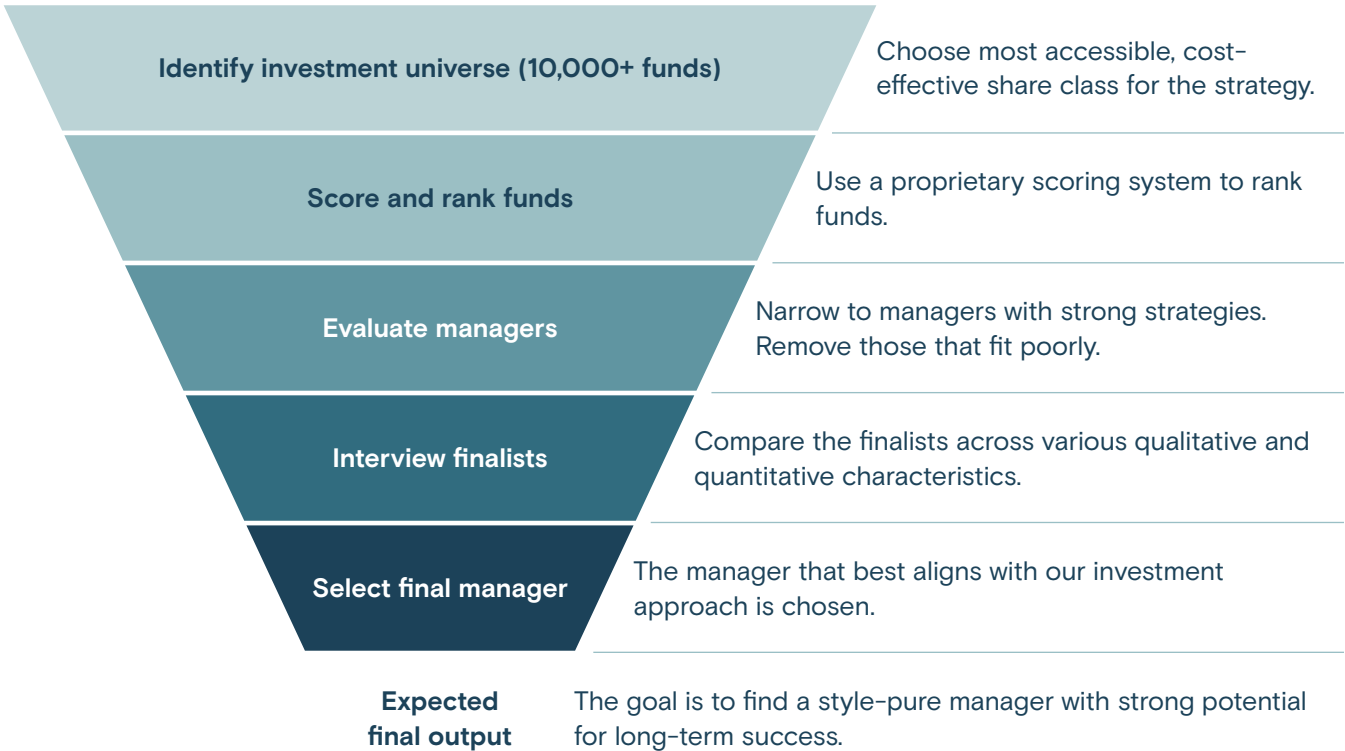 Identify investment universe (10,000+ funds)
Choose most accessible, cost-
effective share class for the strategy.
Score and rank funds
Use a proprietary scoring system to rank
funds.
Evaluate managers
Narrow to managers with strong strategies.
Remove those that fit poorly.
Interview finalists
Compare the finalists across various qualitative and
quantitative characteristics.
Select final manager
The manager that best aligns with our investment
approach is chosen.
Expected
final output
The goal is to find a style-pure manager with strong potential
for long-term success.